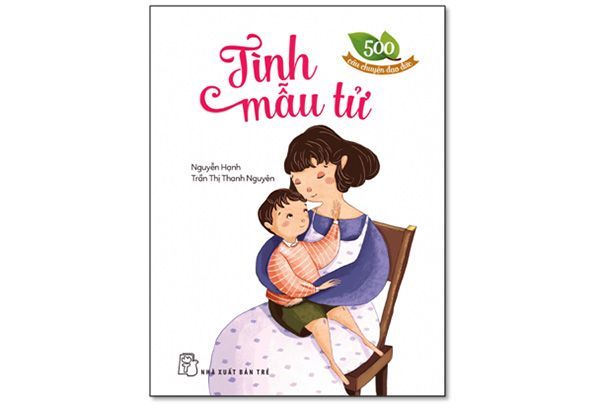 500
câu chuyện đạo đức
Tình
mẫu tử
Nguyễn Hạnh
Trần Thị Thanh Nguyên
NHÀ XUẤT BẢN TRẺ